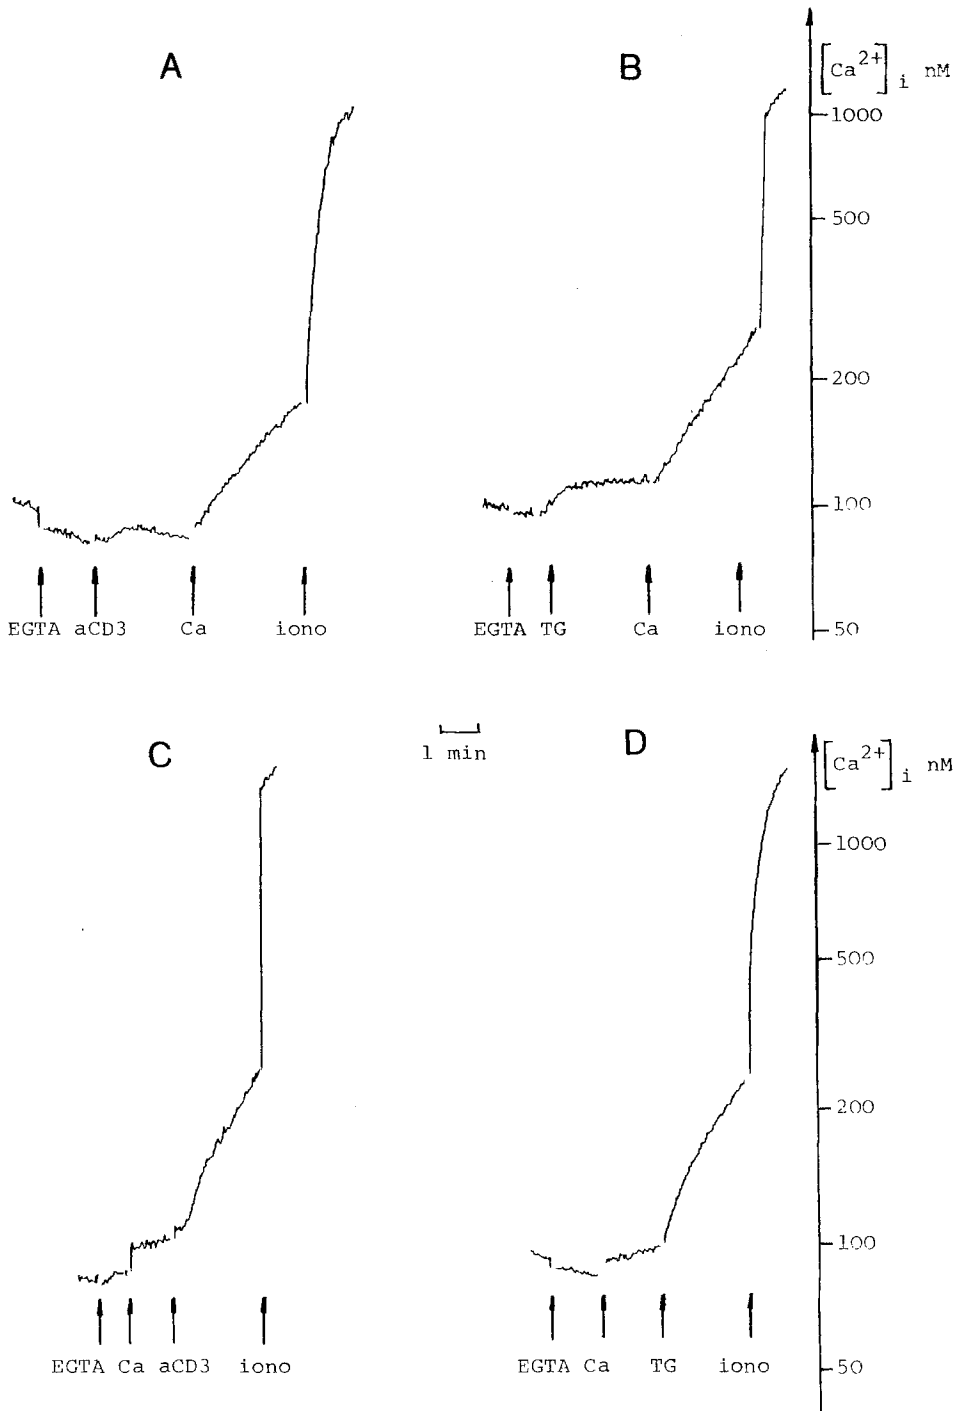 A
B
[Ca2+]i nM
1000
500
200
100
50
EGTA aCD3 Ca iono
EGTA TG Ca iono
1 min
C
D
[Ca2+]i nM
1000
500
200
100
50
EGTA Ca aCD3 iono
EGTA Ca TG iono